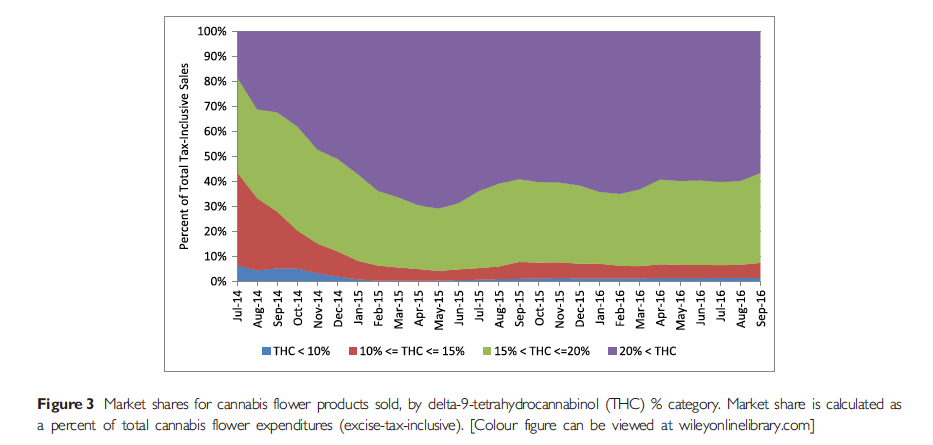 100%
90%
80%
70%
60%
50%
40%
30%
20%
10%
0%
Percent of Total Tax-Inclusive Sales
Jul-14
Aug-14
Sep-14
Oct-14
Nov-14
Dec-14
Jan-15
Feb-15
Mar-15
Apr-15
May-15
Jun-15
Jul-15
Aug-15
Sep-15
Oct-15
Nov-15
Dec-15
Jan-16
Feb-16
Mar-16
Apr-16
May-16
Jun-16
Jul-16
Aug-16
Sep-16
THC < 10% 10% <= THC <= 15% 15% < THC <=20% 20% < THC
Figure 3 Market shares for cannabis flower products sold, by delta-9-tetrahydrocannabinol (THC) % category. Market share is calculated as
a percent of total cannabis flower expenditures (excise-tax-inclusive). [Colour figure can be viewed at wileyonlinelibrary.com]